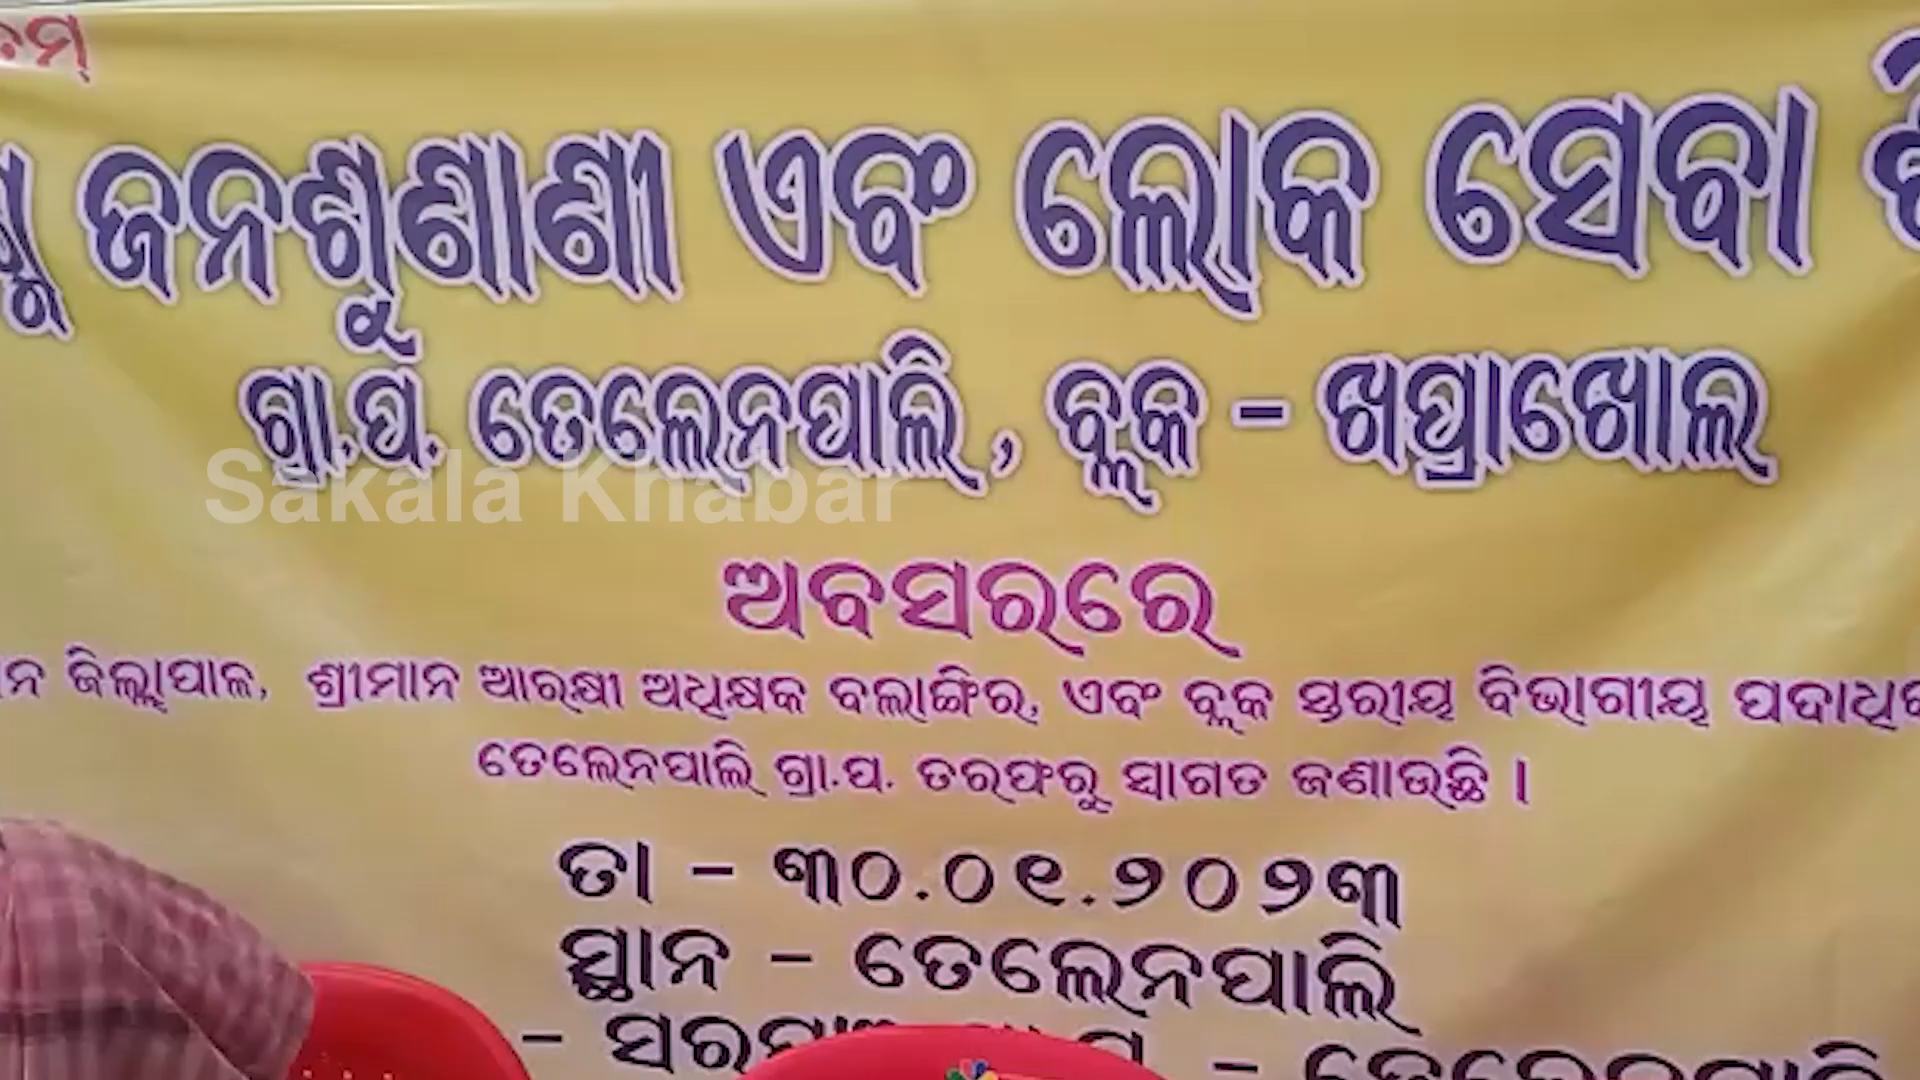 ଜନଶୁଣାଣୀ ଏବଂ ଲୋକ ସେବା
ଗ୍ରା.ପ. ତେଲେନପାଲି, ବ୍ଲକ - ଖପ୍ରାଖୋଲ
Sakala Khabar
ଅବସରରେ
ଜିଲ୍ଲାପାଳ, ଶ୍ରୀମାନ ଆରକ୍ଷୀ ଅଧିକ୍ଷକ ବଲାଙ୍ଗିର, ଏବଂ ବ୍ଲକ ସ୍ତରୀୟ ବିଭାଗୀୟ
ତେଲେନପାଲି ଗ୍ରା.ପ. ତରଫରୁ ସ୍ୱାଗତ ଜଣାଉଛି ।
ତା - ୩୦.୦୧.୨୦୨୩
ସ୍ଥାନ - ତେଲେନପାଲି